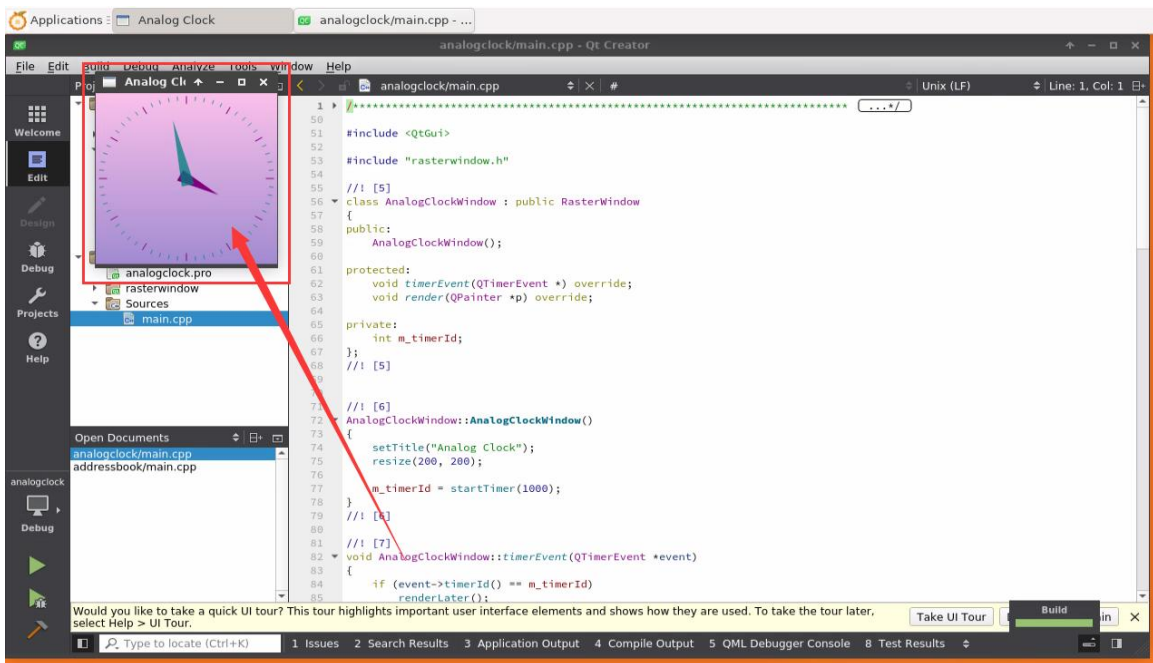 Applications
Analog Clock
analogclock/main.cpp - ...
analogclock/main.cpp - Qt Creator
File Edit Build Debug Analyze Tools Window Help
Proj
Analog Cl
analogclock/main.cpp
#
Unix (LF)
Line: 1, Col: 1
Welcome
Edit
Design
Debug
Projects
Help
analogclock.pro
rasterwindow
Sources
main.cpp
Open Documents
analogclock/main.cpp
addressbook/main.cpp
analogclock
Debug
1 /****************************************************************************** ...*/
50
51 #include <QtGui>
52
53 #include "rasterwindow.h"
54
55 //! [5]
56 class AnalogClockWindow : public RasterWindow
57 {
58 public:
59 AnalogClockWindow();
60
61 protected:
62 void timerEvent(QTimerEvent *) override;
63 void render(QPainter *p) override;
64
65 private:
66 int m_timerId;
67 };
68 //! [5]
69
70
71 //! [6]
72 AnalogClockWindow::AnalogClockWindow()
73 {
74 setTitle("Analog Clock");
75 resize(200, 200);
76
77 m_timerId = startTimer(1000);
78 }
79 //! [6]
80
81 //! [7]
82 void AnalogClockWindow::timerEvent(QTimerEvent *event)
83 {
84 if (event->timerId() == m_timerId)
85 renderLater();
Would you like to take a quick UI tour? This tour highlights important user interface elements and shows how they are used. To take the tour later,
select Help > UI Tour.
Take UI Tour
Build
in
Type to locate (Ctrl+K)
1 Issues 2 Search Results 3 Application Output 4 Compile Output 5 QML Debugger Console 8 Test Results